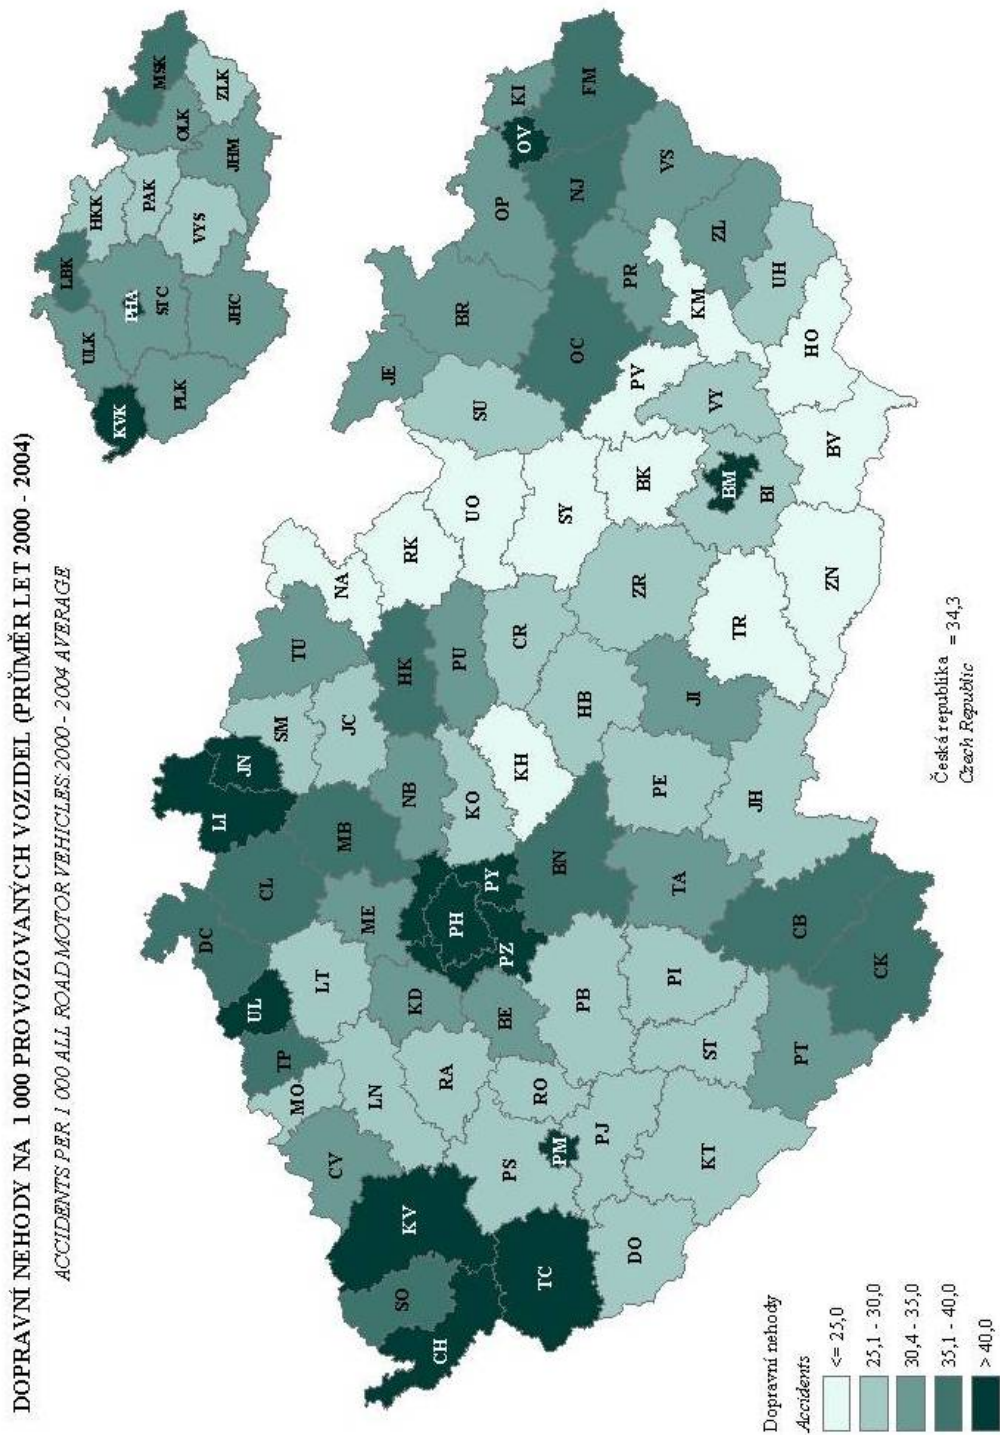 DOPRAVNÍ NEHODY NA 1 000 PROVOZOVANÝCH VOZIDEL (PRŮMĚR LET 2000 - 2004)
ACCIDENTS PER 1 000 ALL ROAD MOTOR VEHICLES 2000 - 2004 AVERAGE
KVK
ULK
LBK
HKK
PAK
PHA
STC
PLK
JHC
VYS
JHM
OLK
MSK
ZLK
CH
SO
KV
TC
CV
MO
TP
UL
DC
CL
LI
JN
SM
TU
NA
LN
LT
ME
MB
JC
HK
RK
RA
KD
PH
NB
PU
UO
PS
RO
BE
PZ
PY
KO
CR
SY
SU
JE
BR
PM
PJ
DO
KT
PB
BN
KH
HB
ZR
BK
PV
OC
OP
OV
KI
FM
NJ
PR
VS
ZL
KM
UH
HO
VY
BM
BI
BV
ST
PI
TA
PE
JI
TR
ZN
PT
CB
CK
JH
Dopravní nehody
Accidents
<= 25,0
25,1 - 30,0
30,4 - 35,0
35,1 - 40,0
> 40,0
Česká republika = 34,3
Czech Republic